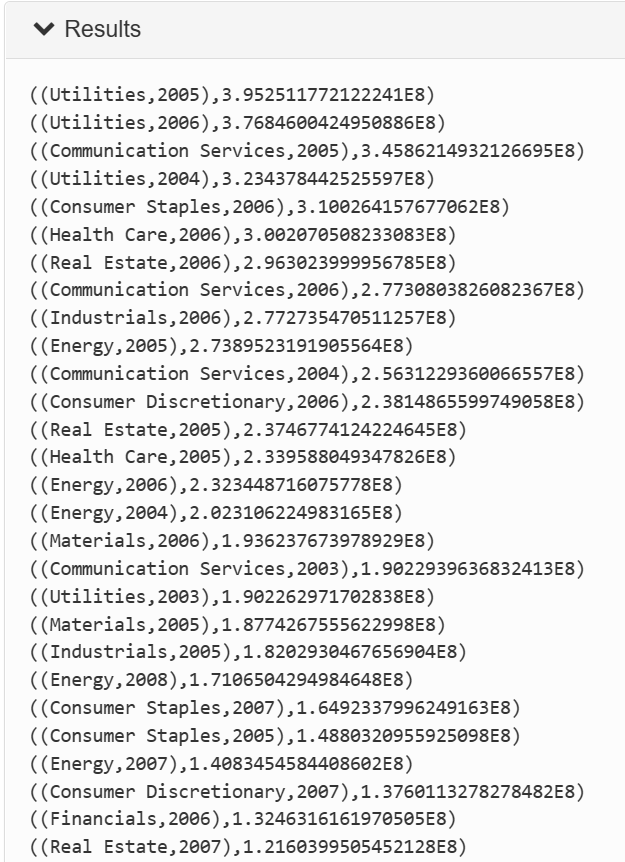 Results
((Utilities,2005),3.952511772122241E8)
((Utilities,2006),3.7684600424950886E8)
((Communication Services,2005),3.4586214932126695E8)
((Utilities,2004),3.234378442525597E8)
((Consumer Staples,2006),3.100264157677062E8)
((Health Care,2006),3.002070508233083E8)
((Real Estate,2006),2.963023999956785E8)
((Communication Services,2006),2.7730803826082367E8)
((Industrials,2006),2.772735470511257E8)
((Energy,2005),2.7389523191905564E8)
((Communication Services,2004),2.5631229360066557E8)
((Consumer Discretionary,2006),2.3814865599749058E8)
((Real Estate,2005),2.3746774124224645E8)
((Health Care,2005),2.339588049347826E8)
((Energy,2006),2.323448716075778E8)
((Energy,2004),2.023106224983165E8)
((Materials,2006),1.936237673978929E8)
((Communication Services,2003),1.9022939636832413E8)
((Utilities,2003),1.902262971702838E8)
((Materials,2005),1.8774267555622998E8)
((Industrials,2005),1.8202930467656904E8)
((Energy,2008),1.7106504294984648E8)
((Consumer Staples,2007),1.6492337996249163E8)
((Consumer Staples,2005),1.4880320955925098E8)
((Energy,2007),1.4083454584408602E8)
((Consumer Discretionary,2007),1.3760113278278482E8)
((Financials,2006),1.3246316161970505E8)
((Real Estate,2007),1.2160399505452128E8)